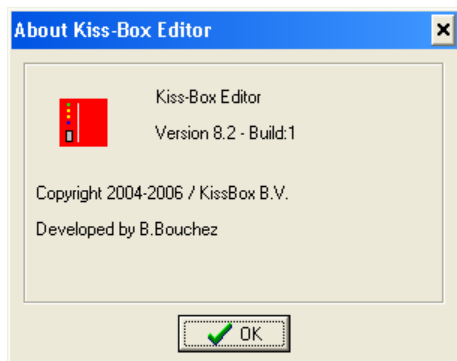 About Kiss-Box Editor
Kiss-Box Editor
Version 8.2 - Build:1
Copyright 2004-2006 / KissBox B.V.
Developed by B.Bouchez
OK